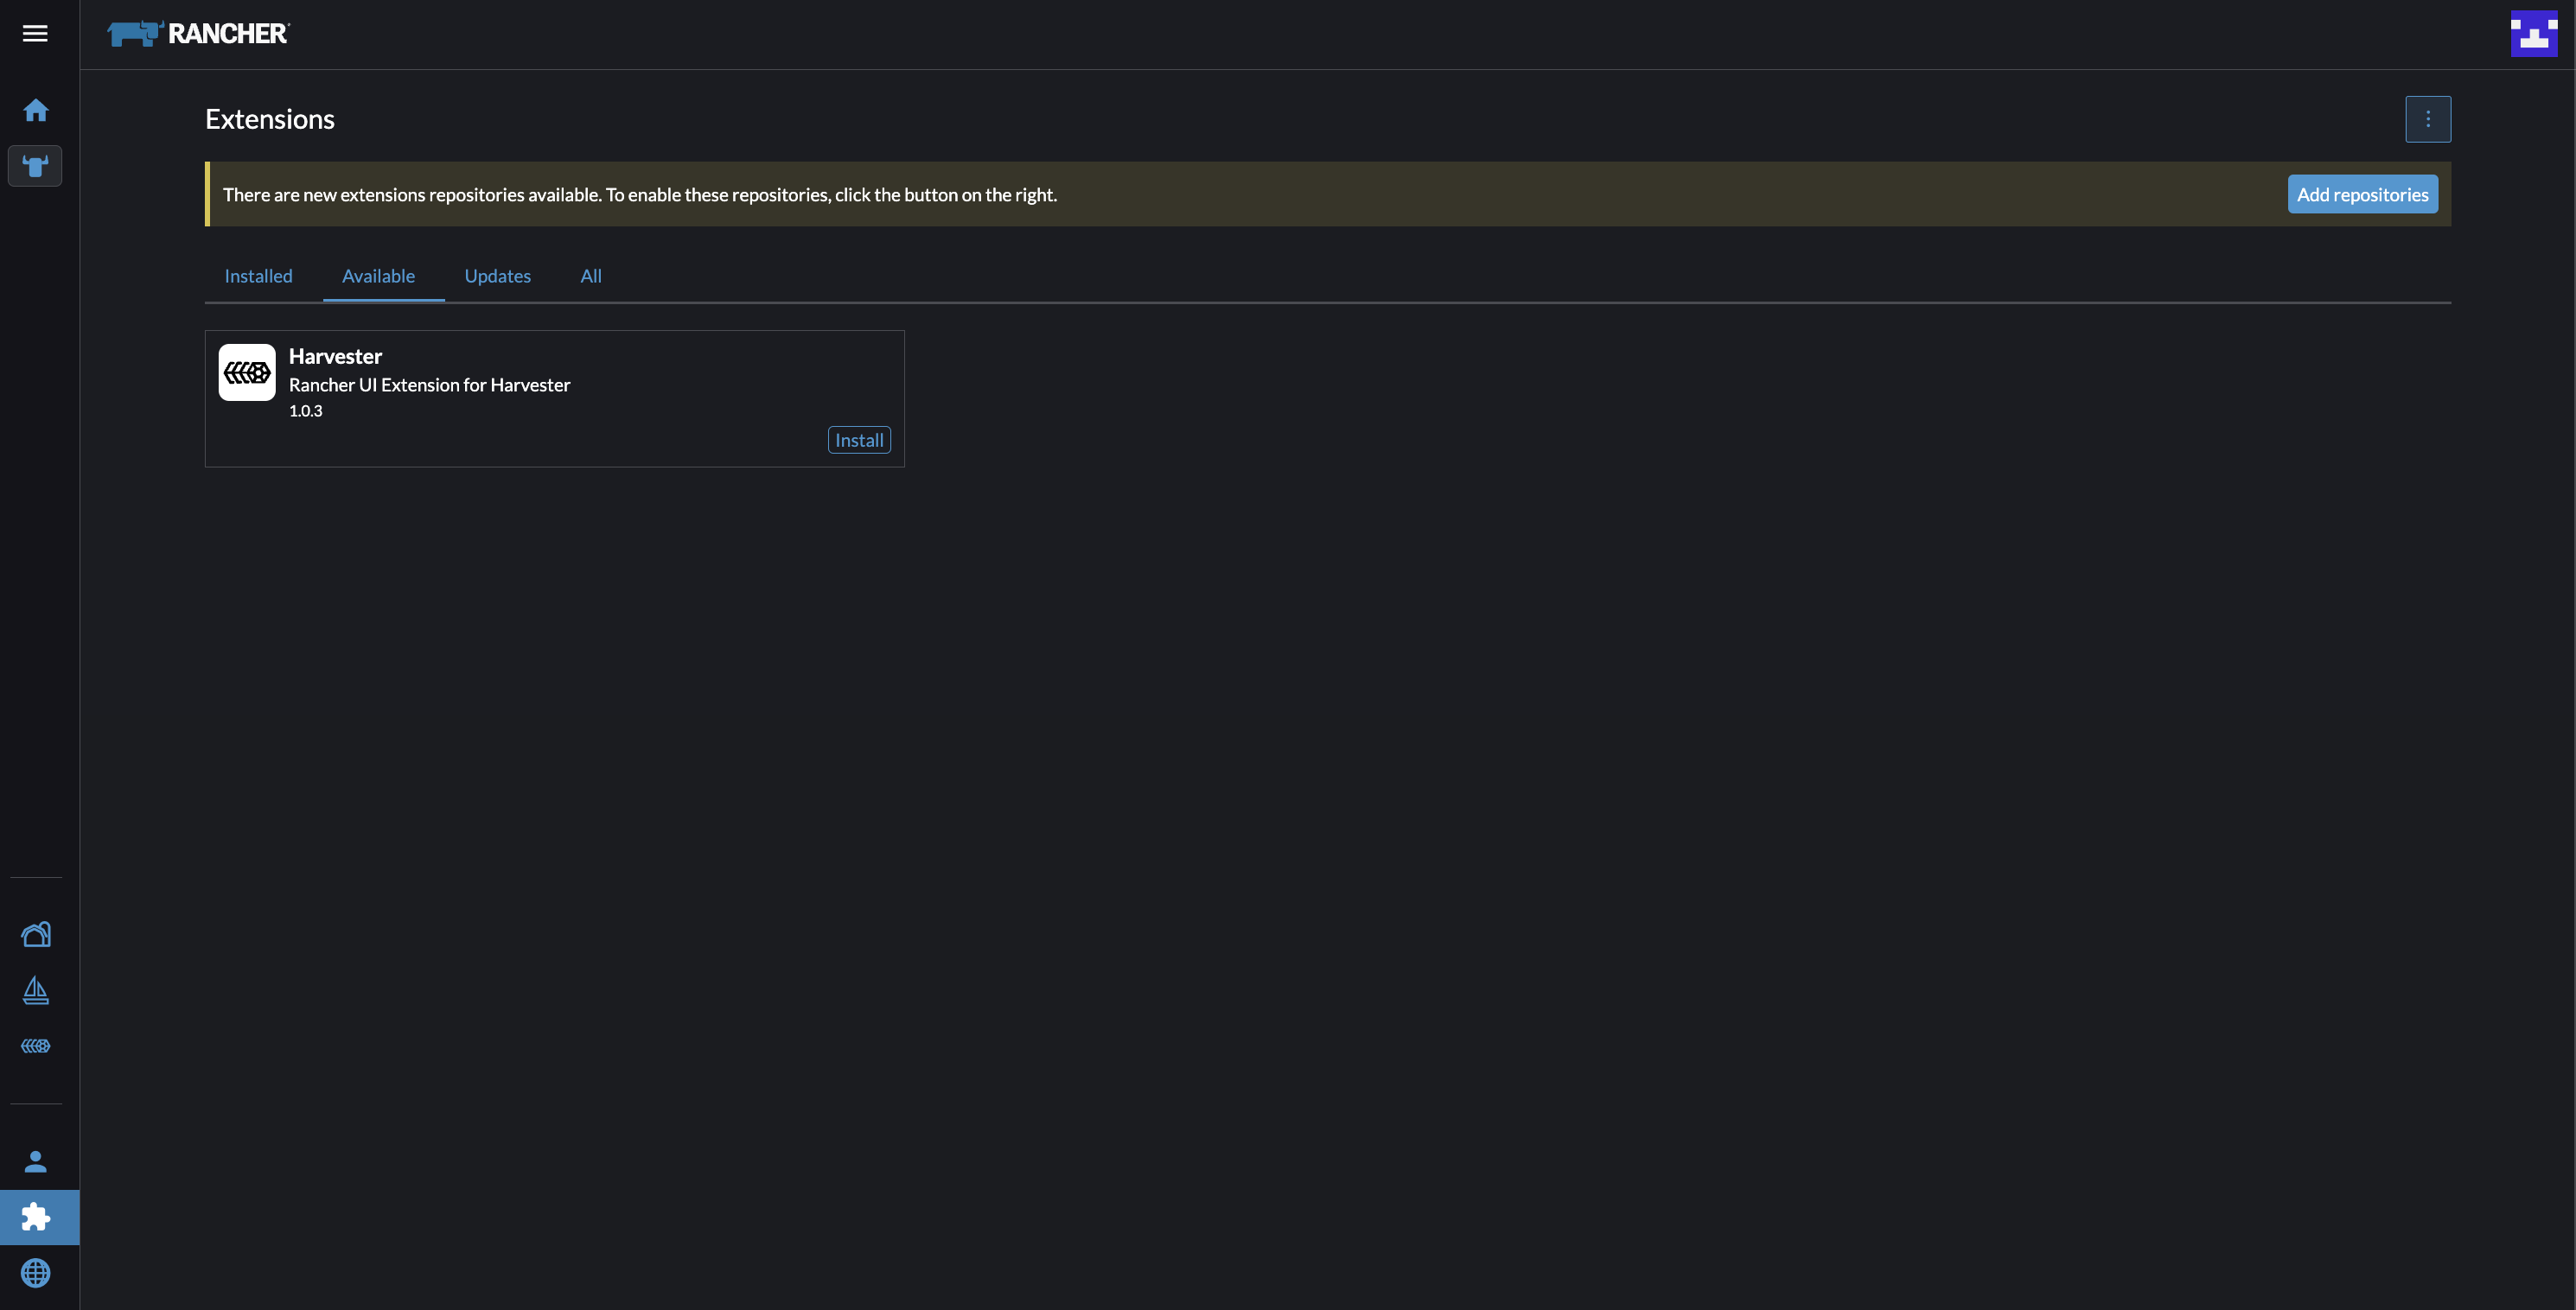 RANCHER
Extensions
There are new extensions repositories available. To enable these repositories, click the button on the right.
Add repositories
Installed
Available
Updates
All
Harvester
Rancher UI Extension for Harvester
1.0.3
Install